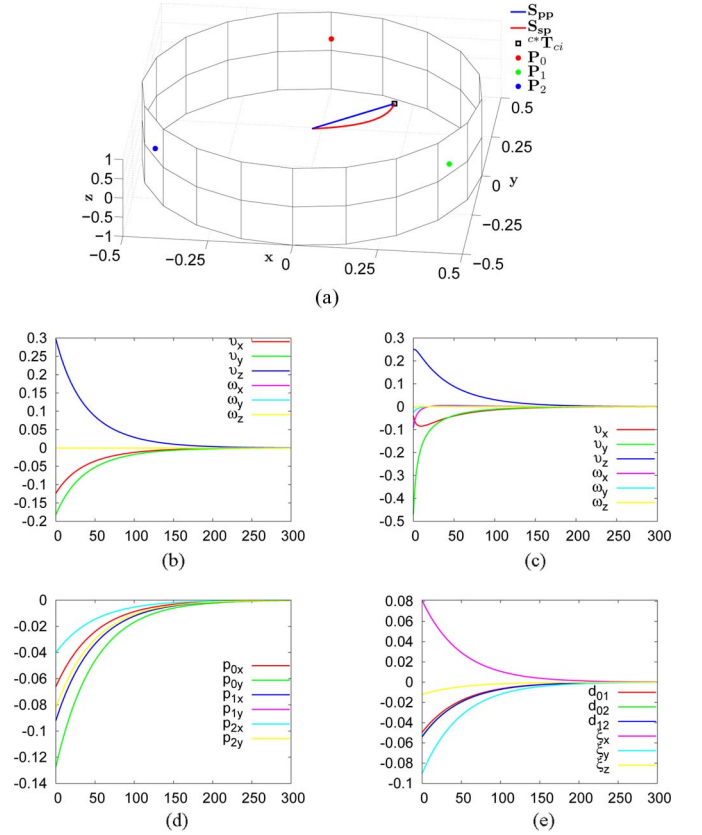 S_pp
S_sp
c*T_ci
P_0
P_1
P_2
1
0.5
0
-0.5
-1
z
-0.5
-0.25
0
0.25
0.5
x
0.5
0.25
0
-0.25
-0.5
y
(a)
0.3
0.25
0.2
0.15
0.1
0.05
0
-0.05
-0.1
-0.15
-0.2
0 50 100 150 200 250 300
υ_x
υ_y
υ_z
ω_x
ω_y
ω_z
(b)
0.3
0.2
0.1
0
-0.1
-0.2
-0.3
-0.4
-0.5
0 50 100 150 200 250 300
υ_x
υ_y
υ_z
ω_x
ω_y
ω_z
(c)
0
-0.02
-0.04
-0.06
-0.08
-0.1
-0.12
-0.14
0 50 100 150 200 250 300
p_0x
p_0y
p_1x
p_1y
p_2x
p_2y
(d)
0.08
0.06
0.04
0.02
0
-0.02
-0.04
-0.06
-0.08
-0.1
0 50 100 150 200 250 300
d_01
d_02
d_12
ξ_x
ξ_y
ξ_z
(e)